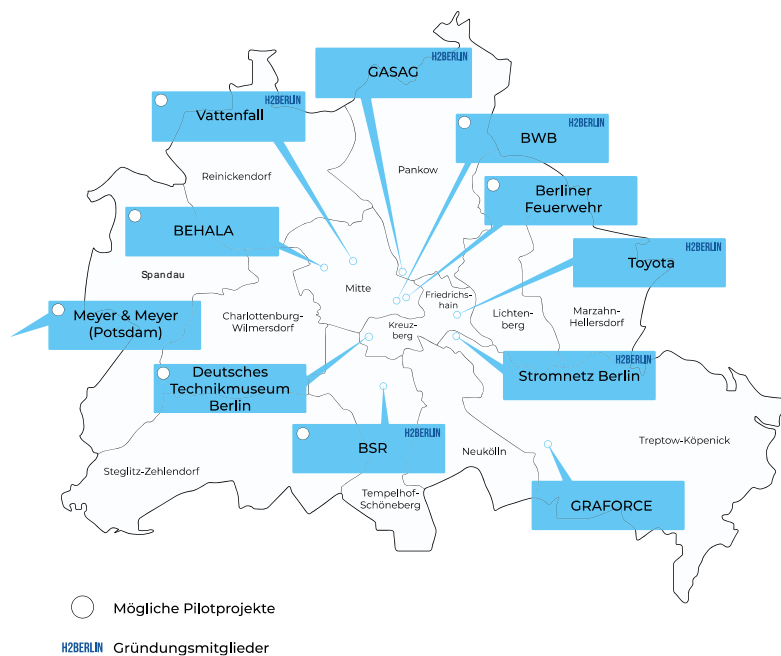 H2BERLIN
GASAG
H2BERLIN
Vattenfall
H2BERLIN
BWB
Pankow
Reinickendorf
Berliner
Feuerwehr
BEHALA
H2BERLIN
Toyota
Spandau
Mitte
Friedrichs-
hain
Meyer & Meyer
(Potsdam)
Charlottenburg-
Wilmersdorf
Kreuz-
berg
Lichten-
berg
Marzahn-
Hellersdorf
Deutsches
Technikmuseum
Berlin
H2BERLIN
Stromnetz Berlin
H2BERLIN
BSR
Treptow-Köpenick
Neukölln
Steglitz-Zehlendorf
Tempelhof-
Schöneberg
GRAFORCE
Mögliche Pilotprojekte
H2BERLIN Gründungsmitglieder